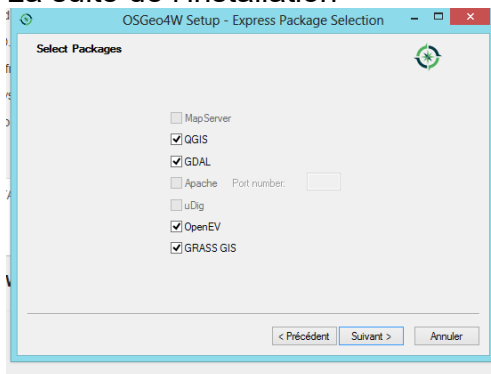 La suite de l'installation
OSGeo4W Setup - Express Package Selection
Select Packages
MapServer
QGIS
GDAL
Apache Port number:
uDig
OpenEV
GRASS GIS
< Précédent Suivant > Annuler